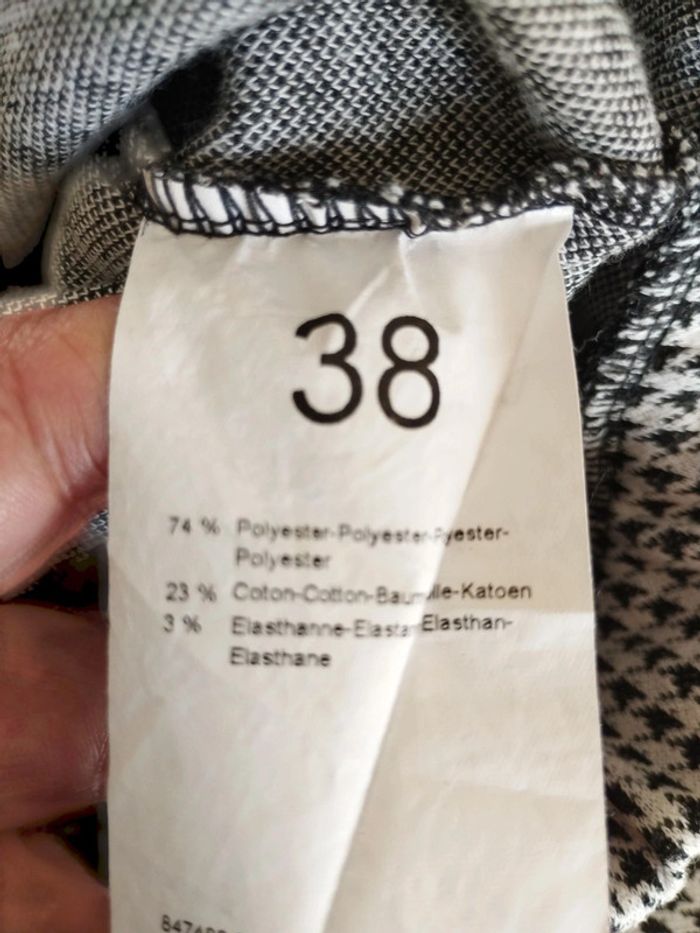 38
74 % Polyester-Polyester-
Polyester
23 % Coton-Cotton- -Katoen
3 % Elasthanne- Elasthan-
Elasthane